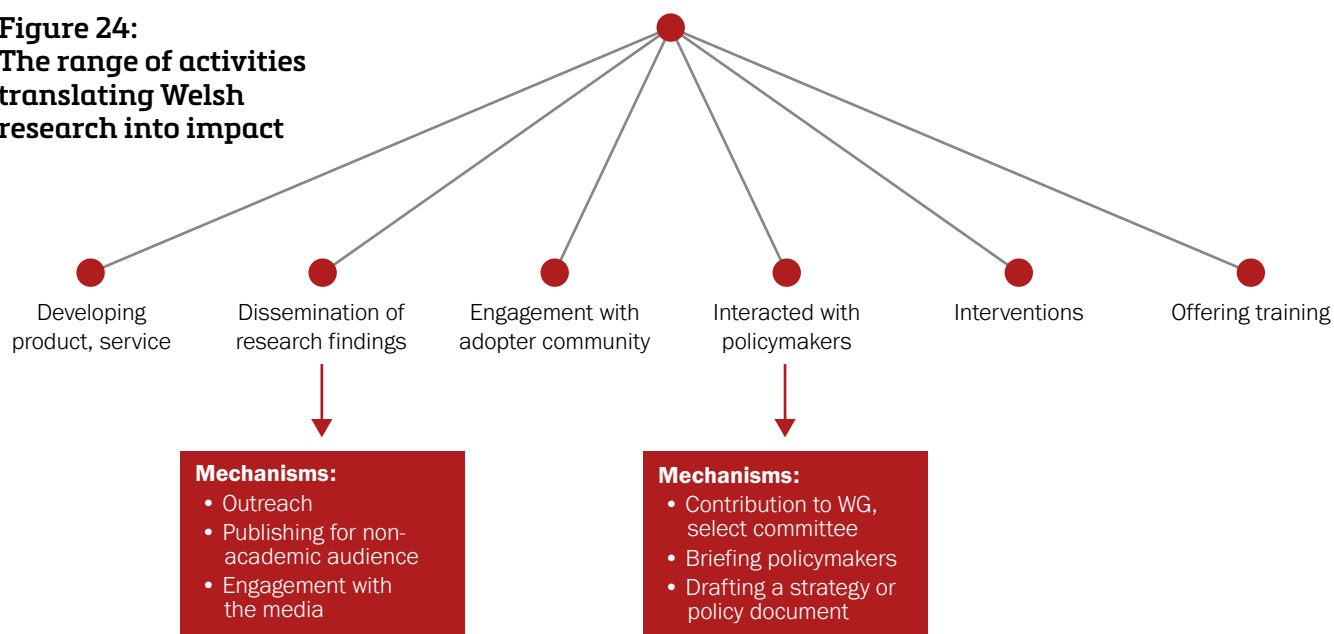 Figure 24:
The range of activities
translating Welsh
research into impact
Developing
product, service
Dissemination of
research findings
Engagement with
adopter community
Interacted with
policymakers
Interventions
Offering training
Mechanisms:
• Outreach
• Publishing for non-
academic audience
• Engagement with
the media
Mechanisms:
• Contribution to WG,
select committee
• Briefing policymakers
• Drafting a strategy or
policy document